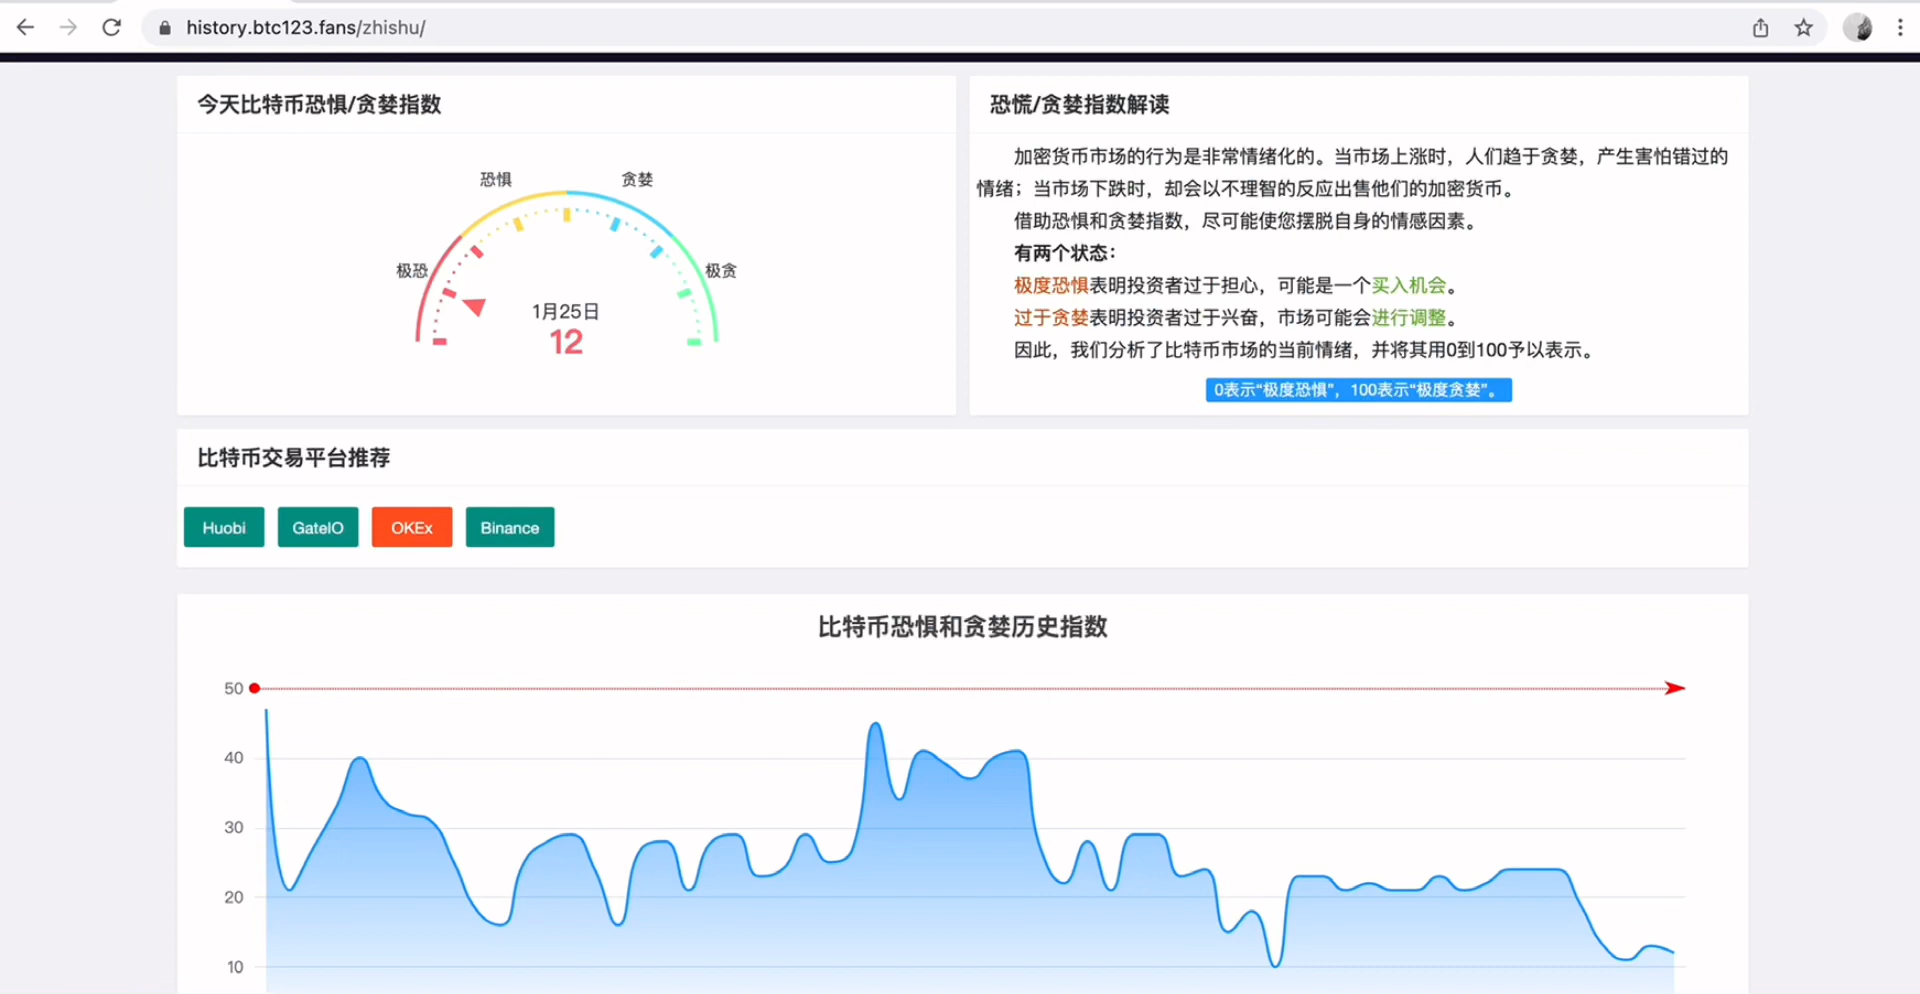 history.btc123.fans/zhishu/
今天比特币恐惧/贪婪指数
恐惧
贪婪
极恐
极贪
1月25日
12
恐慌/贪婪指数解读
加密货币市场的行为是非常情绪化的。当市场上涨时，人们趋于贪婪，产生害怕错过的
情绪；当市场下跌时，却会以不理智的反应出售他们的加密货币。
借助恐惧和贪婪指数，尽可能使您摆脱自身的情感因素。
有两个状态：
极度恐惧表明投资者过于担心，可能是一个买入机会。
过于贪婪表明投资者过于兴奋，市场可能会进行调整。
因此，我们分析了比特币市场的当前情绪，并将其用0到100予以表示。
0表示“极度恐惧”，100表示“极度贪婪”。
比特币交易平台推荐
Huobi
GateIO
OKEx
Binance
比特币恐惧和贪婪历史指数
50
40
30
20
10